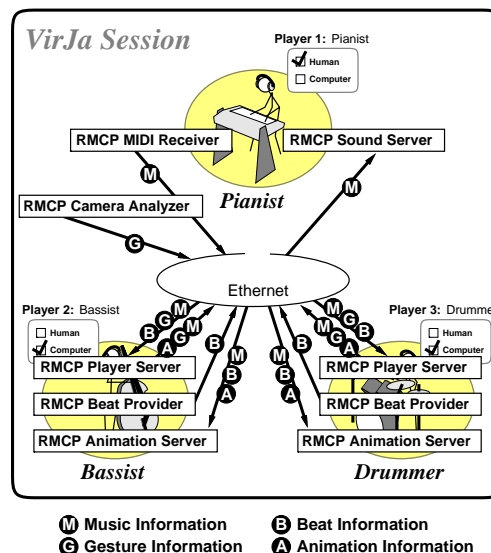 VirJa Session
Player 1: Pianist
Human
Computer
RMCP MIDI Receiver
RMCP Sound Server
M
M
Pianist
RMCP Camera Analyzer
G
Ethernet
Player 2: Bassist
Human
Computer
Player 3: Drumme
Human
Computer
B G M
A G M
B
M
B
A
M
B
A
B
M G B
M G A
RMCP Player Server
RMCP Beat Provider
RMCP Animation Server
Bassist
RMCP Player Server
RMCP Beat Provider
RMCP Animation Server
Drummer
M Music Information
B Beat Information
G Gesture Information
A Animation Information